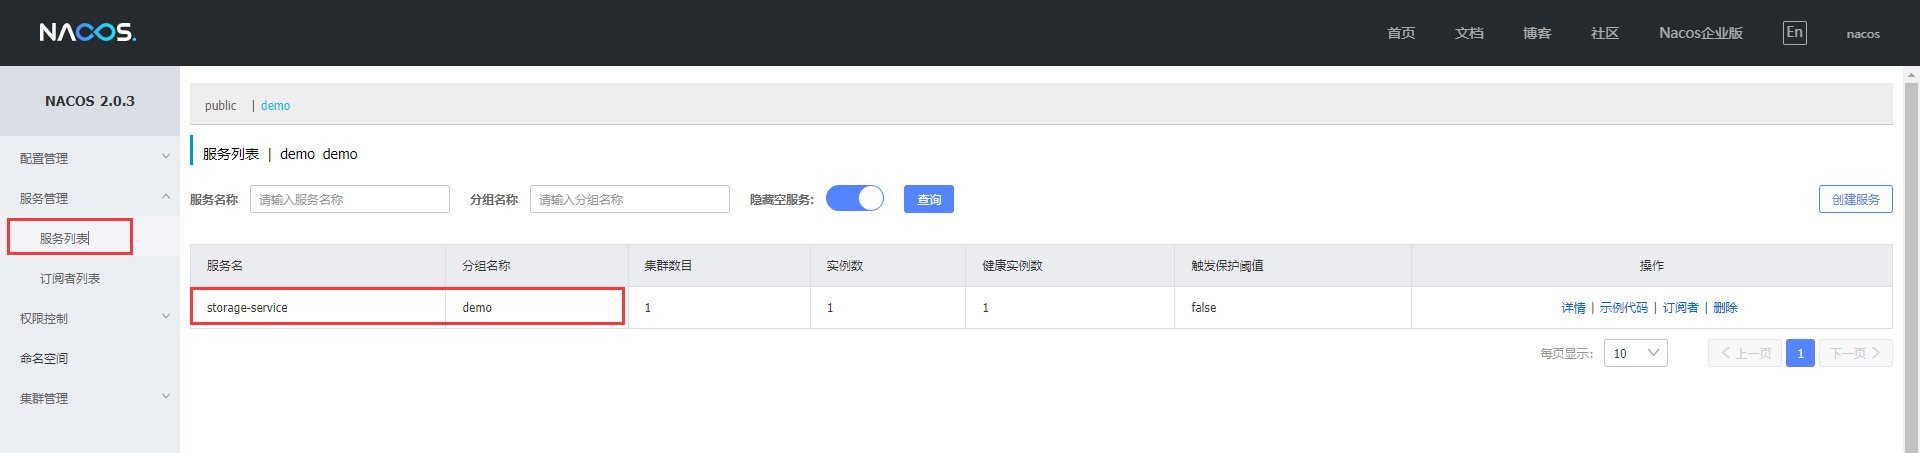 NACOS.
首页 文档 博客 社区 Nacos企业版 En nacos
NACOS 2.0.3
配置管理
服务管理
服务列表
订阅者列表
权限控制
命名空间
集群管理
public | demo
服务列表 | demo demo
服务名称 请输入服务名称 分组名称 请输入分组名称 隐藏空服务: 查询 创建服务
服务名 分组名称 集群数目 实例数 健康实例数 触发保护阈值 操作
storage-service demo 1 1 1 false 详情 | 示例代码 | 订阅者 | 删除
每页显示: 10 上一页 1 下一页